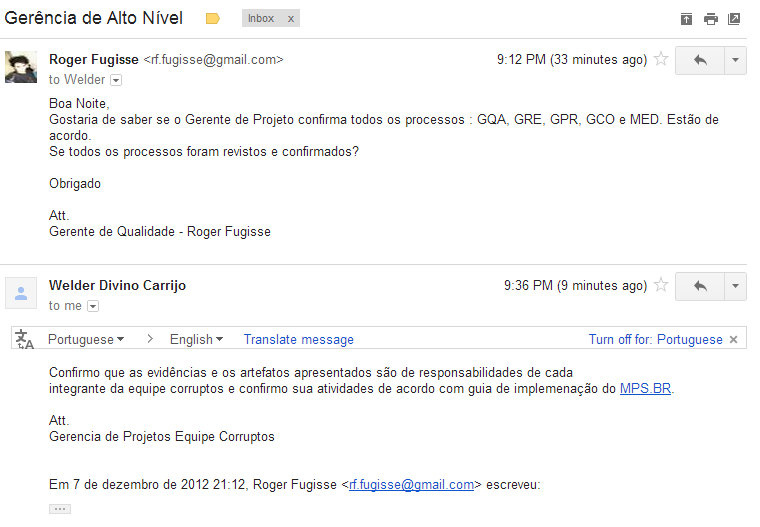 Gerência de Alto Nível Inbox x
Roger Fugisse <rf.fugisse@gmail.com> 9:12 PM (33 minutes ago)
to Welder
Boa Noite,
Gostaria de saber se o Gerente de Projeto confirma todos os processos : GQA, GRE, GPR, GCO e MED. Estão de
acordo.
Se todos os processos foram revistos e confirmados?
Obrigado
Att.
Gerente de Qualidade - Roger Fugisse
Welder Divino Carrijo 9:36 PM (9 minutes ago)
to me
Portuguese > English Translate message Turn off for: Portuguese x
Confirmo que as evidências e os artefatos apresentados são de responsabilidades de cada
integrante da equipe corruptos e confirmo sua atividades de acordo com guia de implemenação do MPS.BR.
Att.
Gerencia de Projetos Equipe Corruptos
Em 7 de dezembro de 2012 21:12, Roger Fugisse <rf.fugisse@gmail.com> escreveu:
...